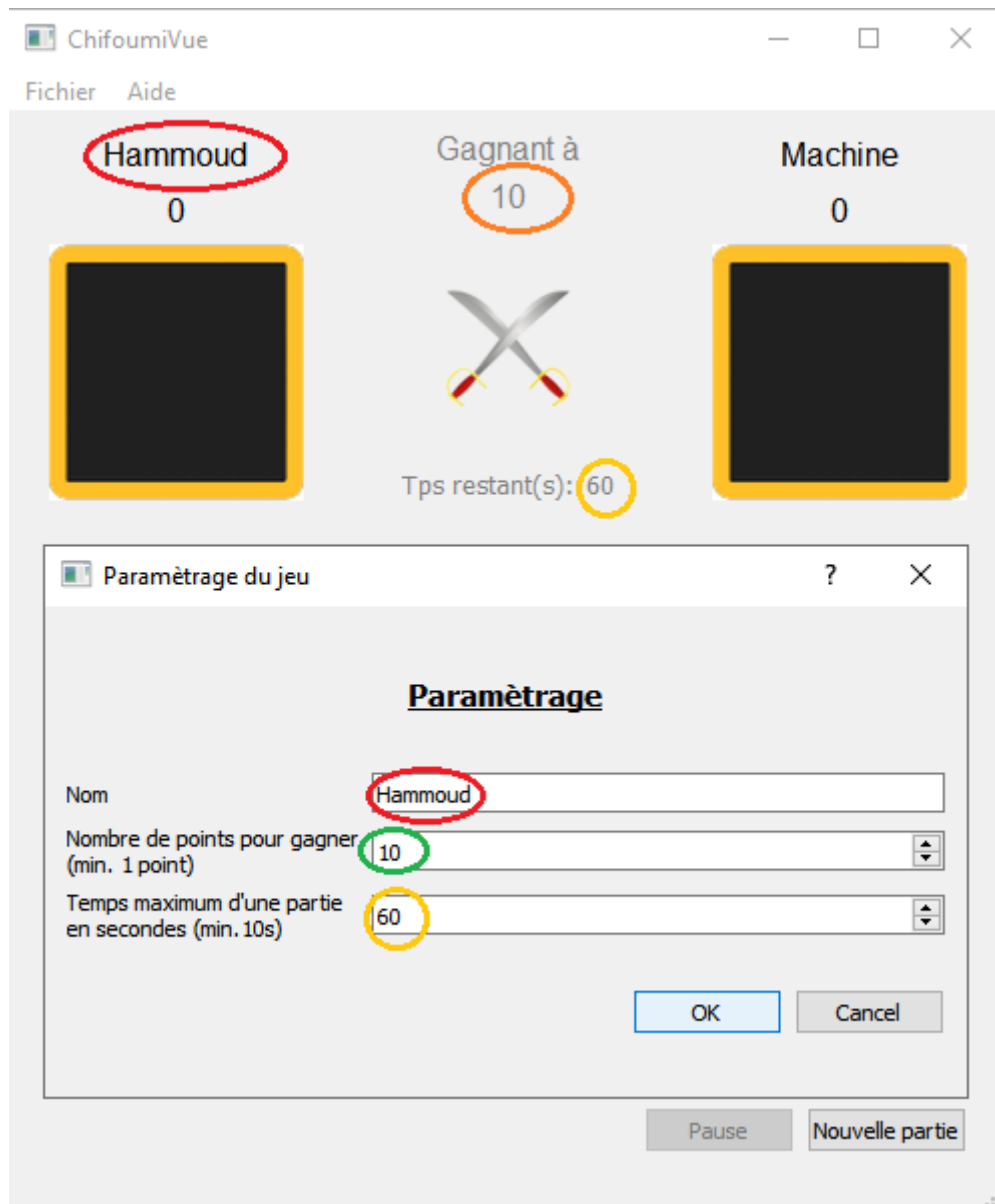 ChifoumiVue
Fichier Aide
Hammoud Gagnant à Machine
0 10 0
Tps restant(s): 60
Paramètrage du jeu ?
Paramètrage
Nom Hammoud
Nombre de points pour gagner
(min. 1 point) 10
Temps maximum d'une partie
en secondes (min. 10s) 60
OK Cancel
Pause Nouvelle partie